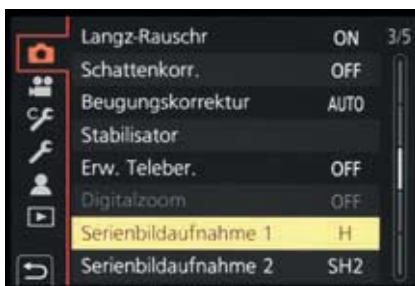 Langz-Rauschr ON 3/5
Schattenkorr. OFF
Beugungskorrektur AUTO
Stabilisator
Erw. Teleber. OFF
Digitalzoom OFF
Serienbildaufnahme 1 H
Serienbildaufnahme 2 SH2